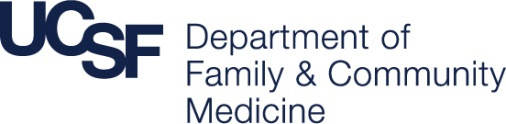 UCSF
Department of
Family & Community
Medicine